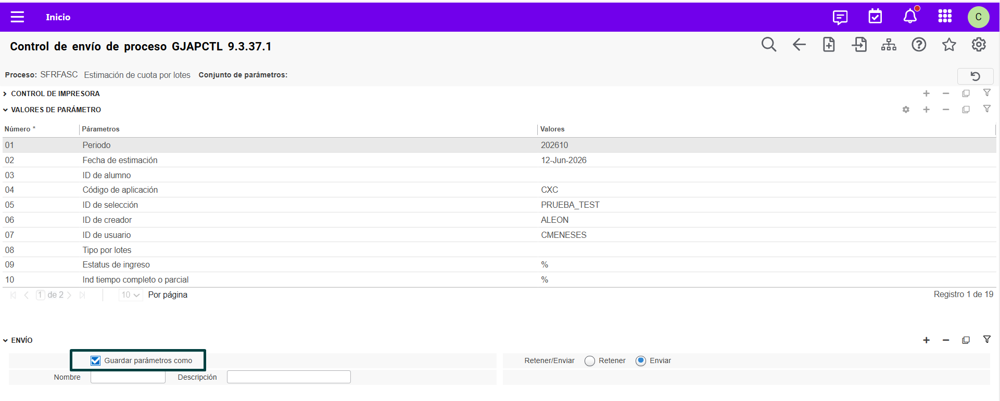 Inicio
C
Control de envío de proceso GJAPCTL 9.3.37.1
Proceso: SFRFASC Estimación de cuota por lotes Conjunto de parámetros:
CONTROL DE IMPRESORA
VALORES DE PARÁMETRO
Número * Párametros Valores
01 Periodo 202610
02 Fecha de estimación 12-Jun-2026
03 ID de alumno
04 Código de aplicación CXC
05 ID de selección PRUEBA_TEST
06 ID de creador ALEON
07 ID de usuario CMENESES
08 Tipo por lotes
09 Estatus de ingreso %
10 Ind tiempo completo o parcial %
1 de 2 10 Por página Registro 1 de 19
ENVÍO
Guardar parámetros como Retener/Enviar Retener Enviar
Nombre Descripción